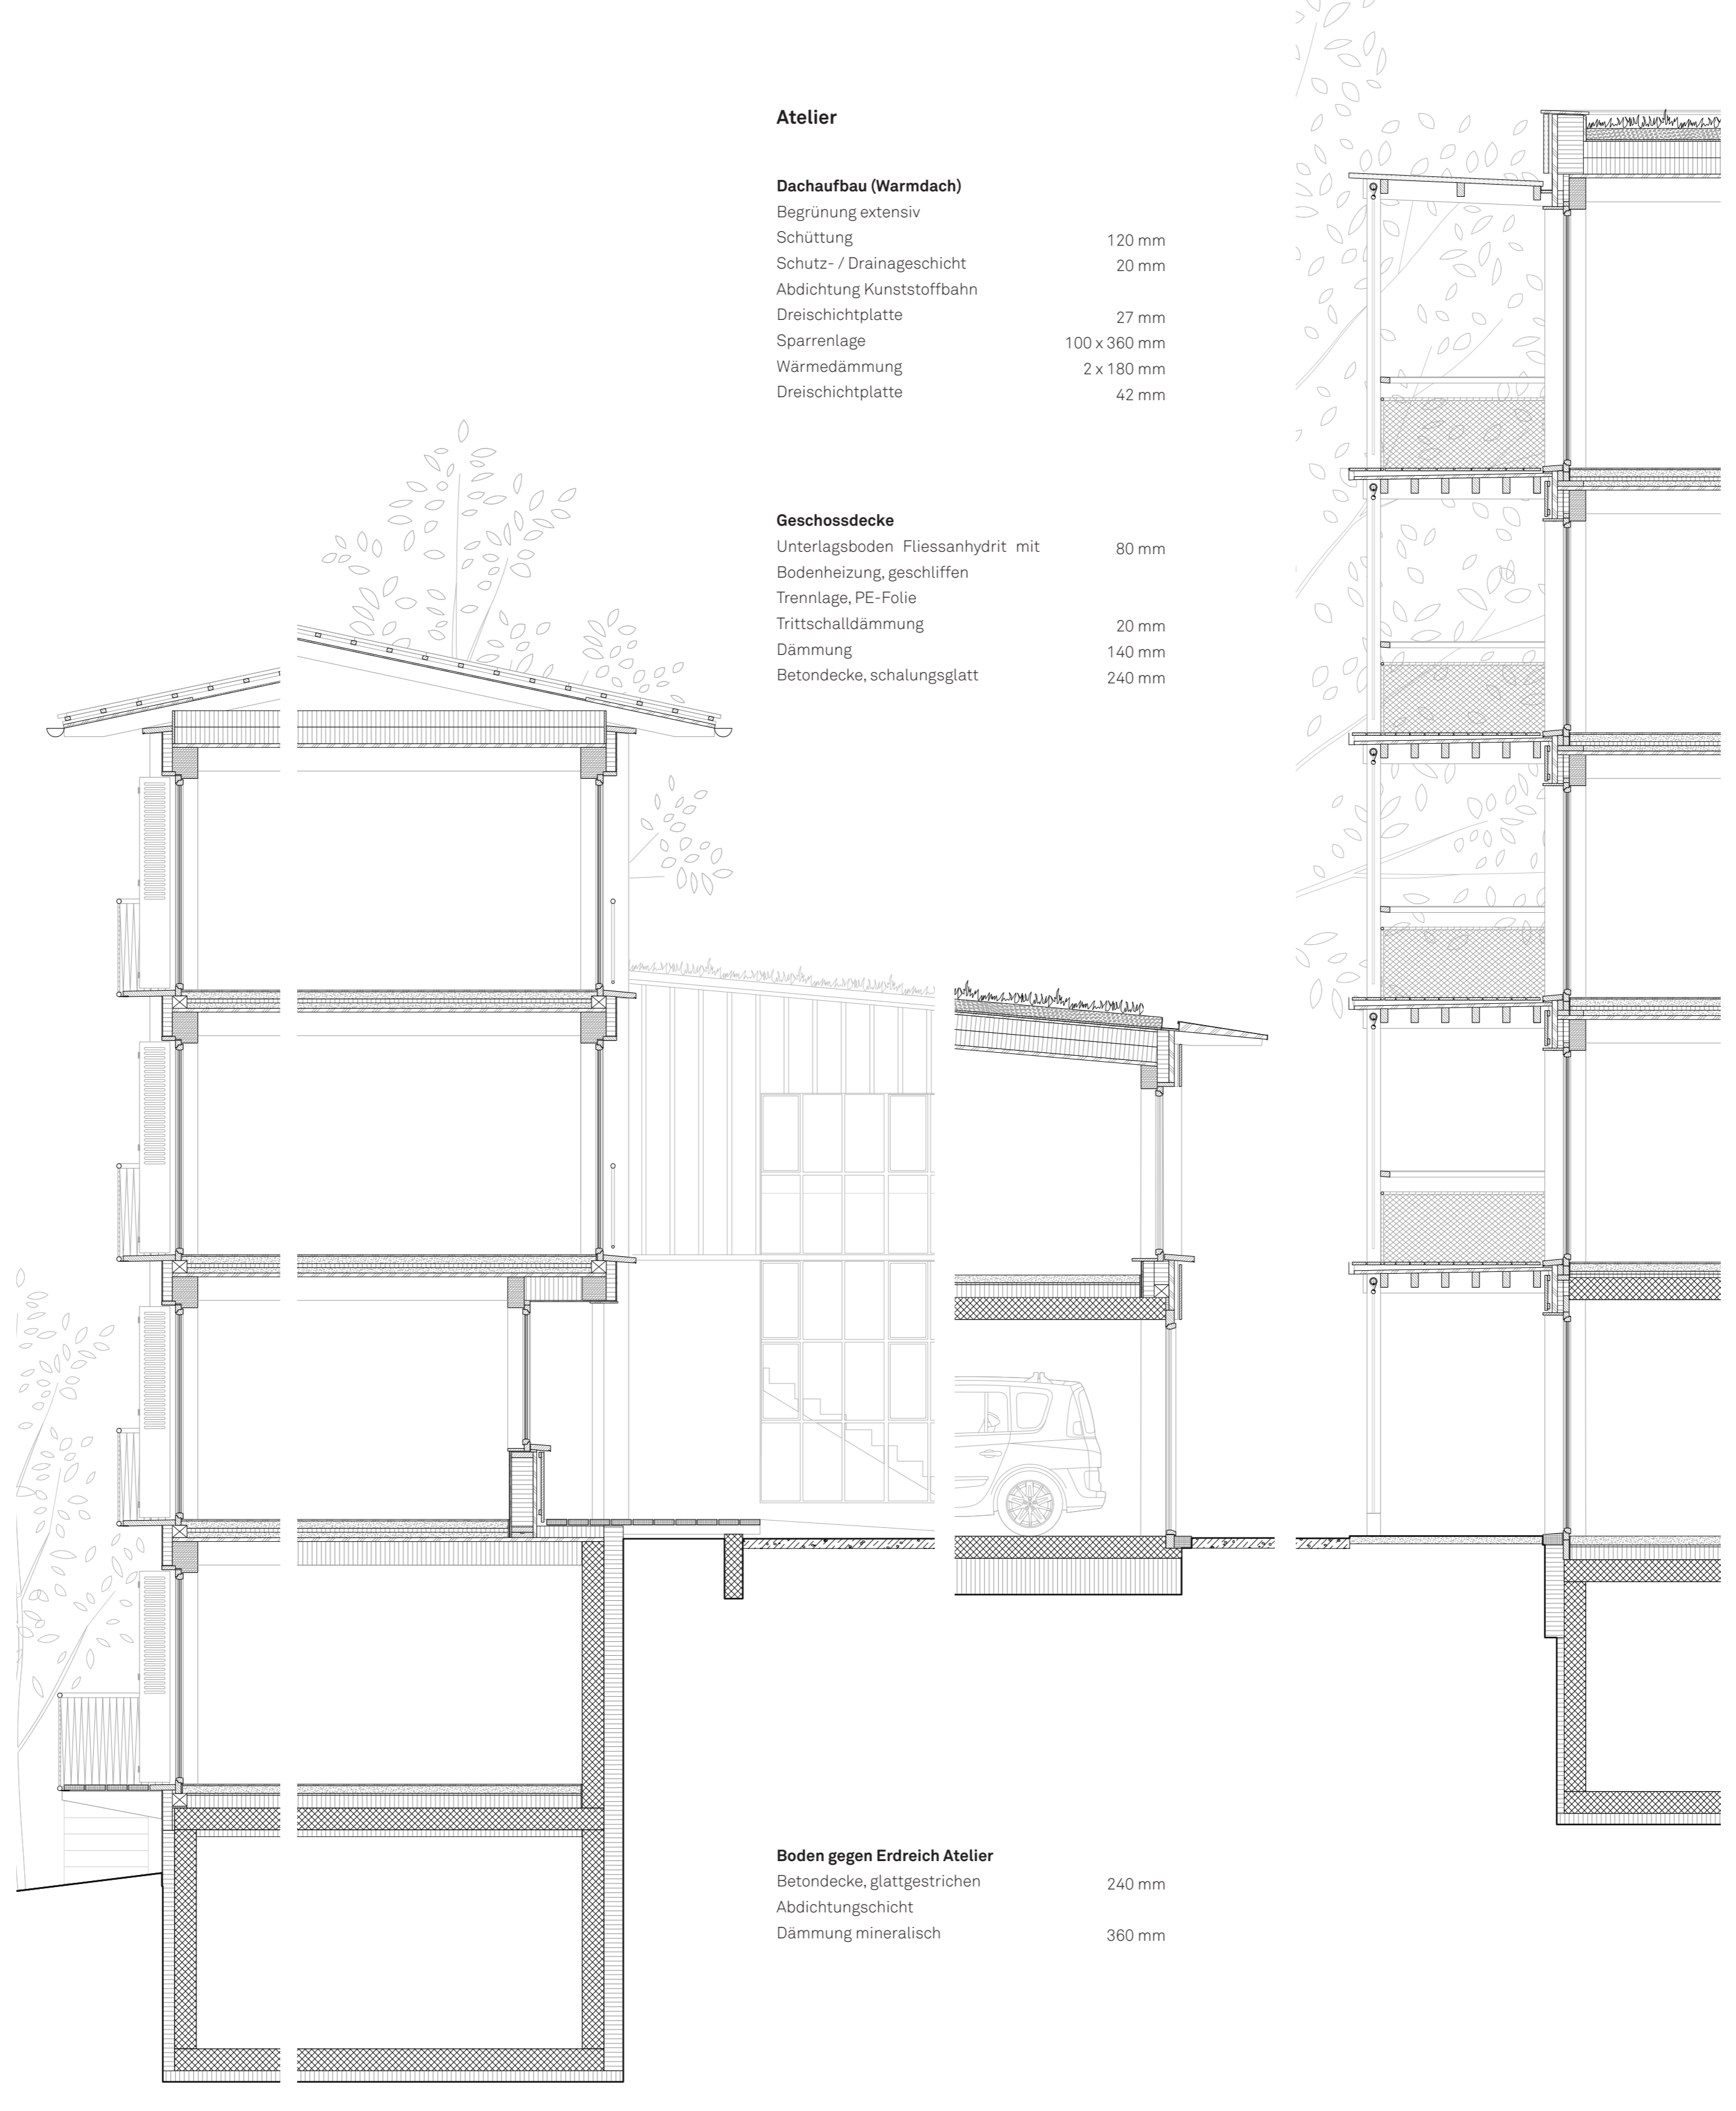 Atelier
Dachaufbau (Warmdach)
Begrünung extensiv
Schüttung 120 mm
Schutz- / Drainageschicht 20 mm
Abdichtung Kunststoffbahn
Dreischichtplatte 27 mm
Sparrenlage 100 x 360 mm
Wärmedämmung 2 x 180 mm
Dreischichtplatte 42 mm
Geschossdecke
Unterlagsboden Fliessanhydrit mit 80 mm
Bodenheizung, geschliffen
Trennlage, PE-Folie
Trittschalldämmung 20 mm
Dämmung 140 mm
Betondecke, schalungsglatt 240 mm
Boden gegen Erdreich Atelier
Betondecke, glattgestrichen 240 mm
Abdichtungschicht
Dämmung mineralisch 360 mm